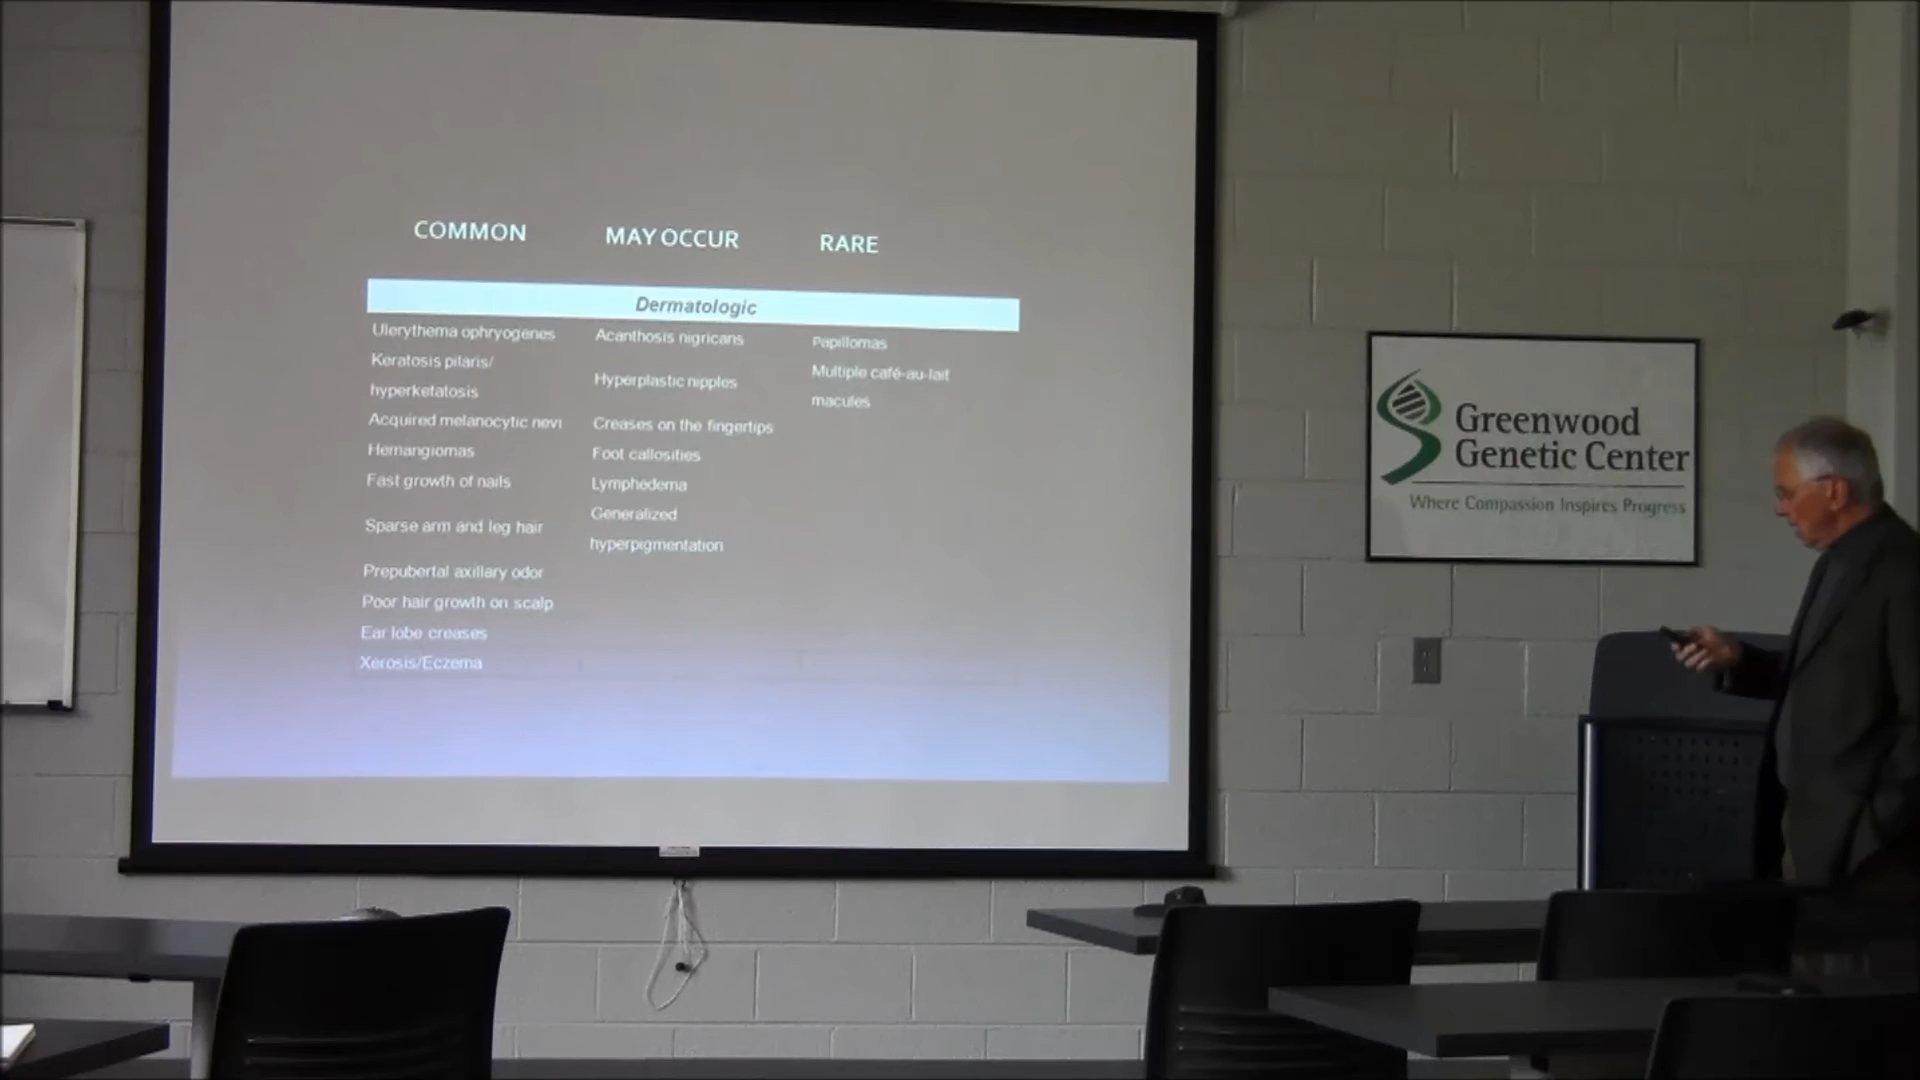 COMMON
MAY OCCUR
RARE
Dermatologic
Ulerythema ophryogenes
Keratosis pilaris/
hyperketatosis
Acquired melanocytic nevi
Hemangiomas
Fast growth of nails
Sparse arm and leg hair
Prepubertal axillary odor
Poor hair growth on scalp
Ear lobe creases
Xerosis/Eczema
Acanthosis nigricans
Hyperplastic nipples
Creases on the fingertips
Foot callosities
Lymphedema
Generalized
hyperpigmentation
Papillomas
Multiple café-au-lait
macules
Greenwood
Genetic Center
Where Compassion Inspires Progress